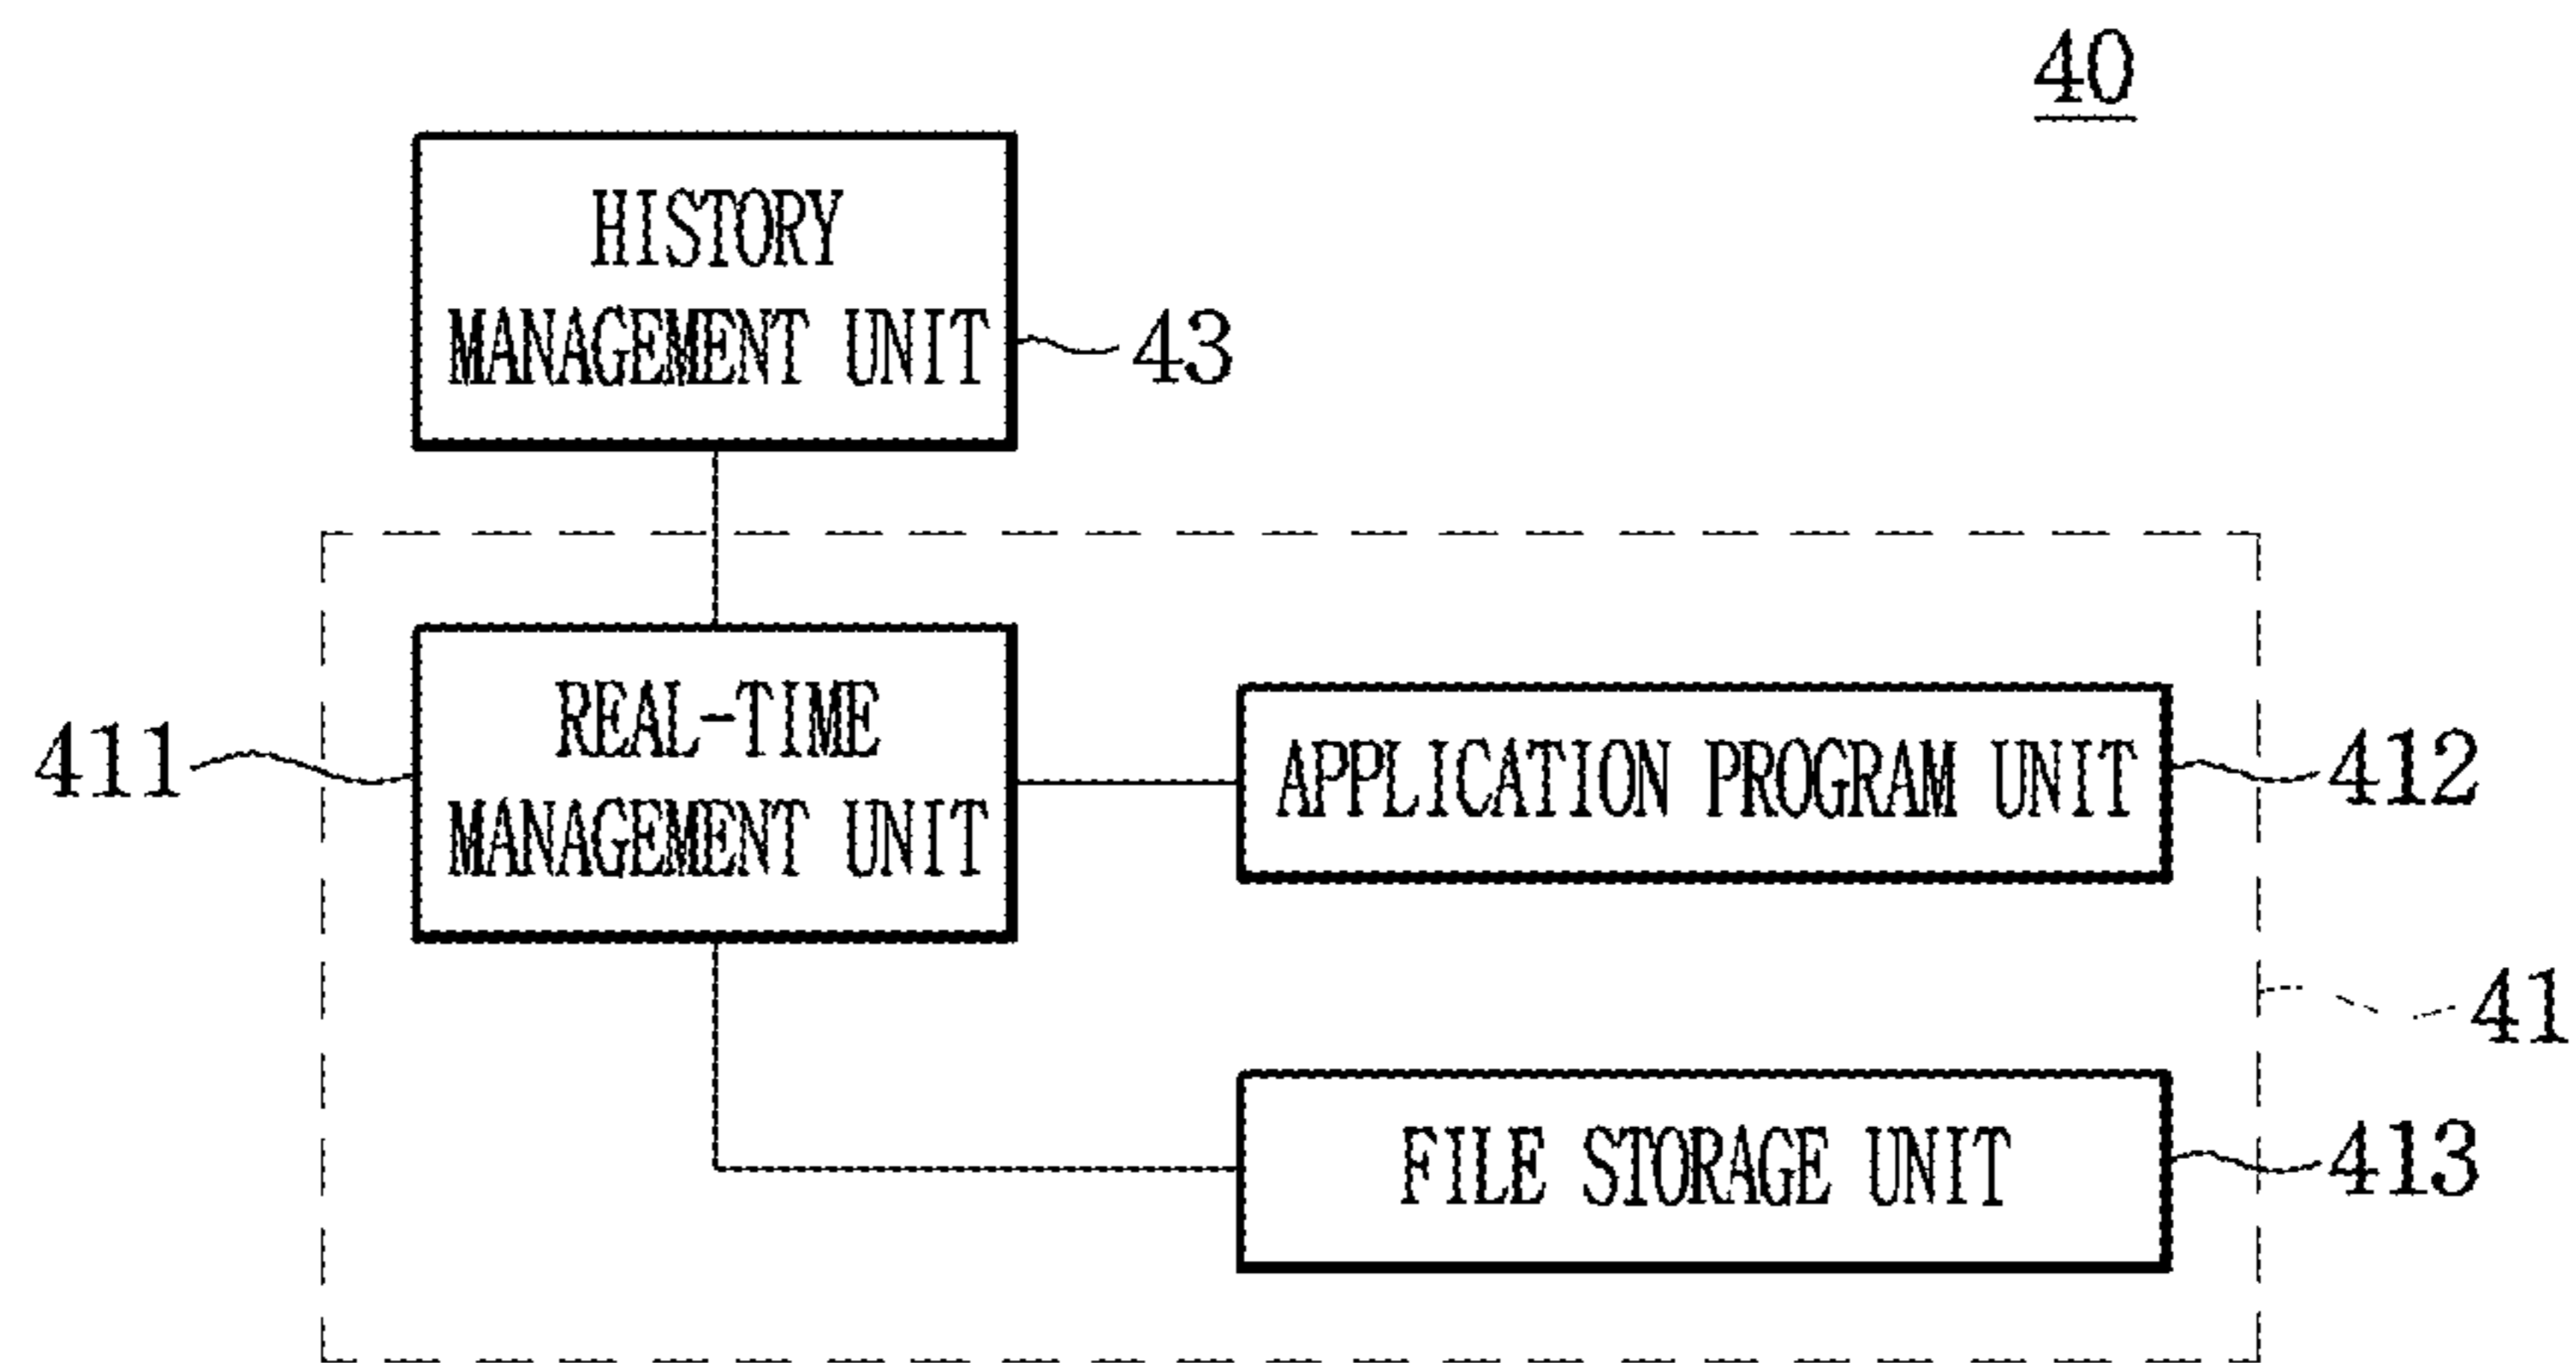 40
HISTORY
MANAGEMENT UNIT
43
REAL-TIME
MANAGEMENT UNIT
411
APPLICATION PROGRAM UNIT
412
41
FILE STORAGE UNIT
413